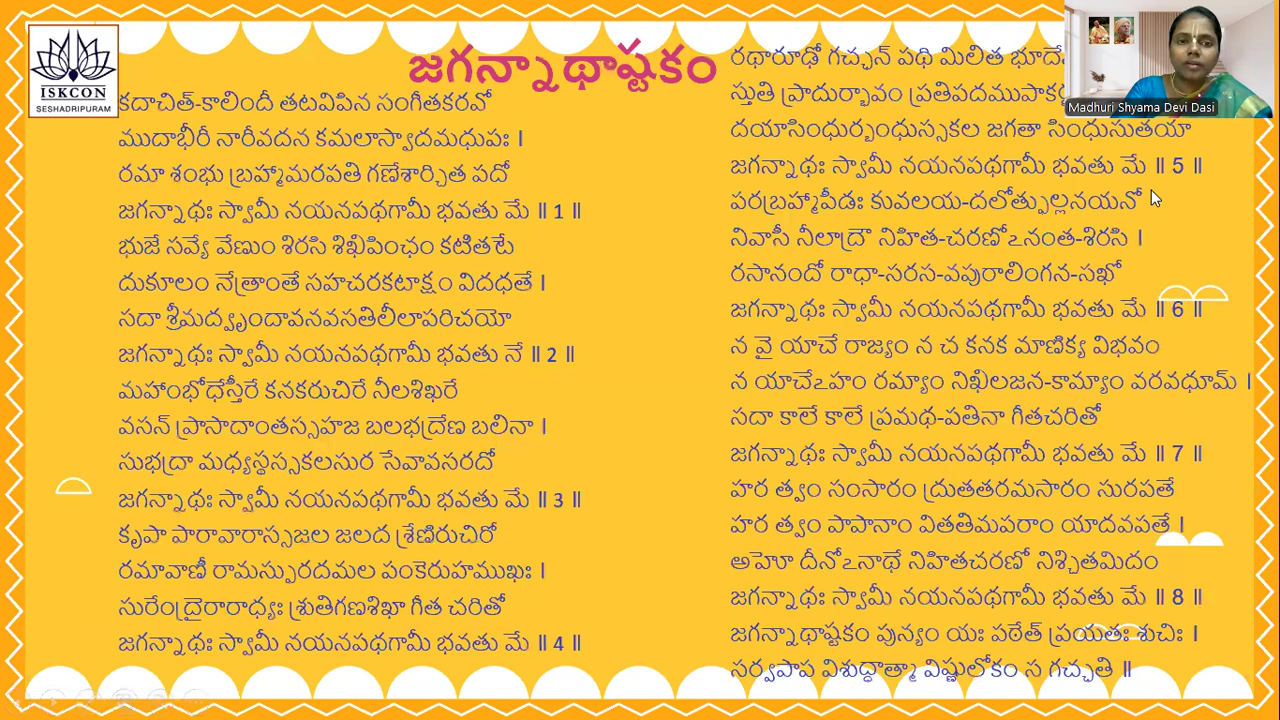 ISKCON
SESHADRIPURAM
జగన్నాథాష్టకం
కదాచిత్-కాలిందీ తటవిపిన సంగీతకరవో
ముదాభీరీ నారీవదన కమలాస్వాదమధుపః ।
రమా శంభు బ్రహ్మామరపతి గణేశార్చిత పదో
జగన్నాథః స్వామీ నయనపథగామీ భవతు మే ॥ 1 ॥
భుజే సవ్యే వేణుం శిరసి శిఖిపింఛం కటితటే
దుకూలం నేత్రాంతే సహచరకటాక్షం విదధతే ।
సదా శ్రీమద్వృందావనవసతిలీలాపరిచయో
జగన్నాథః స్వామీ నయనపథగామీ భవతు నే ॥ 2 ॥
మహాంభోధేస్తీరే కనకరుచిరే నీలశిఖరే
వసన్ ప్రాసాదాంతస్సహజ బలభద్రేణ బలినా ।
సుభద్రా మధ్యస్థస్సకలసుర సేవావసరదో
జగన్నాథః స్వామీ నయనపథగామీ భవతు మే ॥ 3 ॥
కృపా పారావారాస్సజల జలద శ్రేణిరుచిరో
రమావాణీ రామస్ఫురదమల పంకెరుహముఖః ।
సురేంద్రైరారాధ్యః శ్రుతిగణశిఖా గీత చరితో
జగన్నాథః స్వామీ నయనపథగామీ భవతు మే ॥ 4 ॥
రథారూఢో గచ్ఛన్ పథి మిలిత
స్తుతి ప్రాదుర్భావం
దయాసింధుర్బంధుస్సకల జగతా సింధుసుతయా
జగన్నాథః స్వామీ నయనపథగామీ భవతు మే ॥ 5 ॥
పరబ్రహ్మాపీడః కువలయ-దలోత్ఫుల్లనయనో
నివాసీ నీలాద్రౌ నిహిత-చరణోఽనంత-శిరసి ।
రసానందో రాధా-సరస-వపురాలింగన-సఖో
జగన్నాథః స్వామీ నయనపథగామీ భవతు మే ॥ 6 ॥
న వై యాచే రాజ్యం న చ కనక మాణిక్య విభవం
న యాచేఽహం రమ్యాం నిఖిలజన-కామ్యాం వరవధూమ్ ।
సదా కాలే కాలే ప్రమథ-పతినా గీతచరితో
జగన్నాథః స్వామీ నయనపథగామీ భవతు మే ॥ 7 ॥
హర త్వం సంసారం ద్రుతతరమసారం సురపతే
హర త్వం పాపానాం వితతిమపరాం యాదవపతే ।
అహో దీనోఽనాథే నిహితచరణో నిశ్చితమిదం
జగన్నాథః స్వామీ నయనపథగామీ భవతు మే ॥ 8 ॥
జగన్నాథాష్టకం పున్యం యః పఠేత్ ప్రయతః శుచిః ।
సర్వపాప విశుద్ధాత్మా విష్ణులోకం స గచ్ఛతి ॥
Madhuri Shyama Devi Dasi